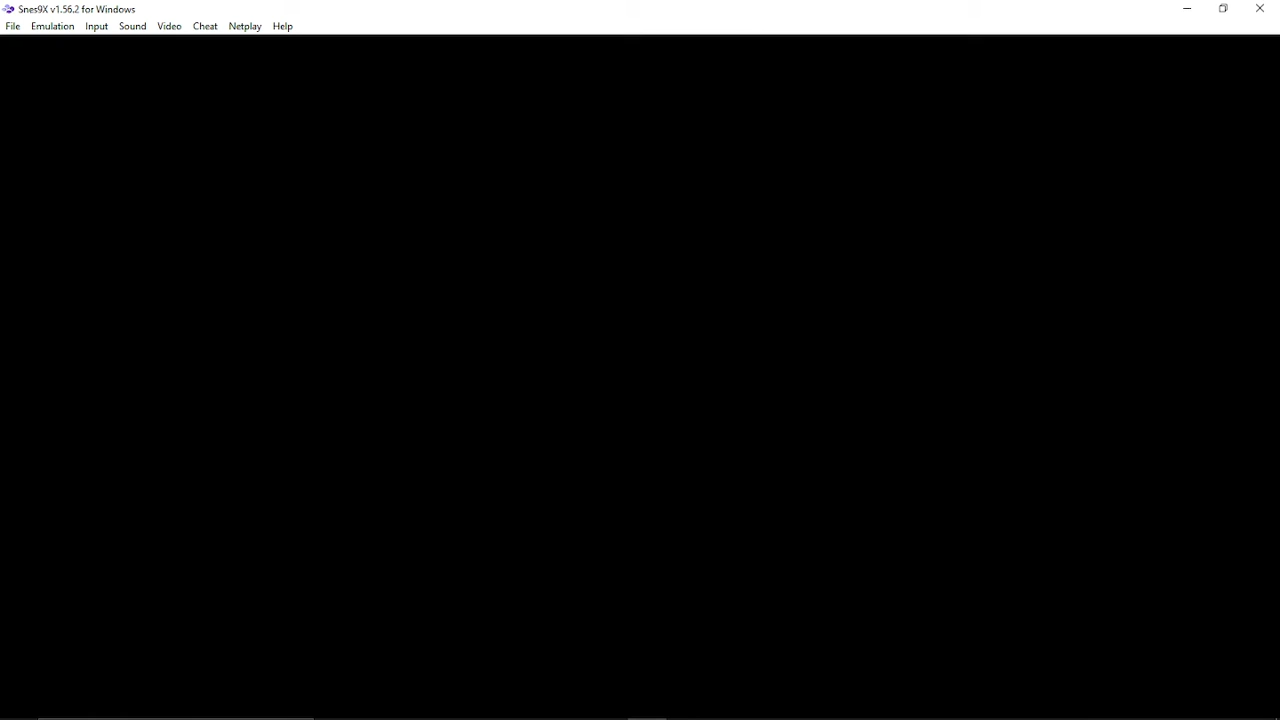 Snes9X v1.56.2 for Windows
File Emulation Input Sound Video Cheat Netplay Help